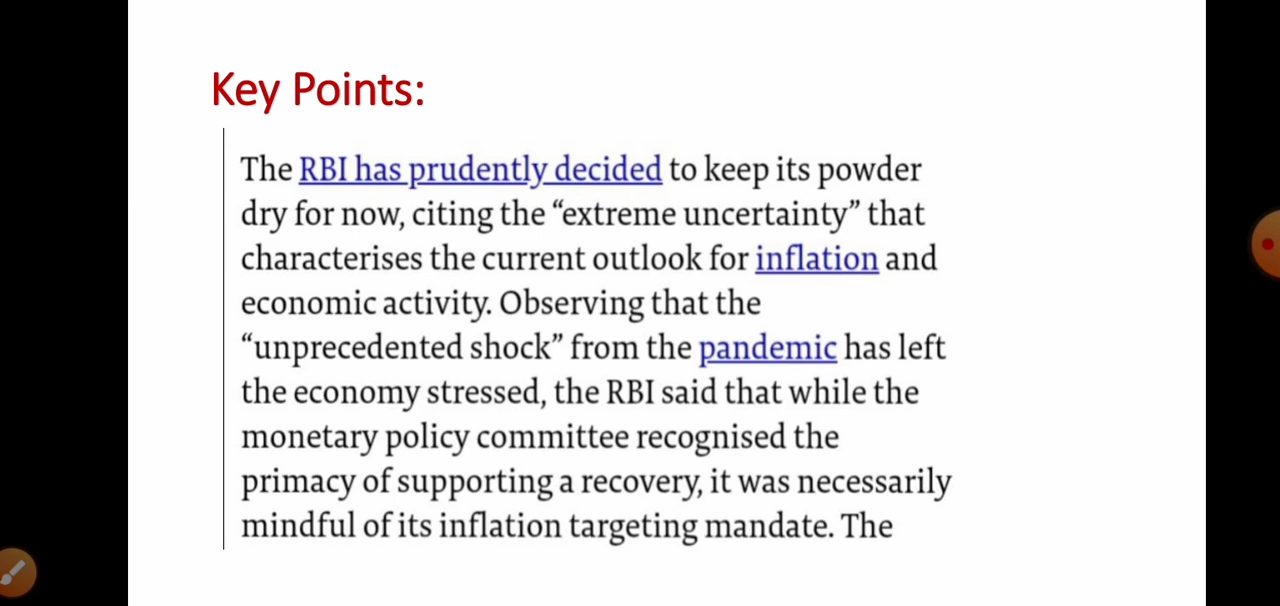 Key Points:
The RBI has prudently decided to keep its powder
dry for now, citing the “extreme uncertainty” that
characterises the current outlook for inflation and
economic activity. Observing that the
“unprecedented shock” from the pandemic has left
the economy stressed, the RBI said that while the
monetary policy committee recognised the
primacy of supporting a recovery, it was necessarily
mindful of its inflation targeting mandate. The